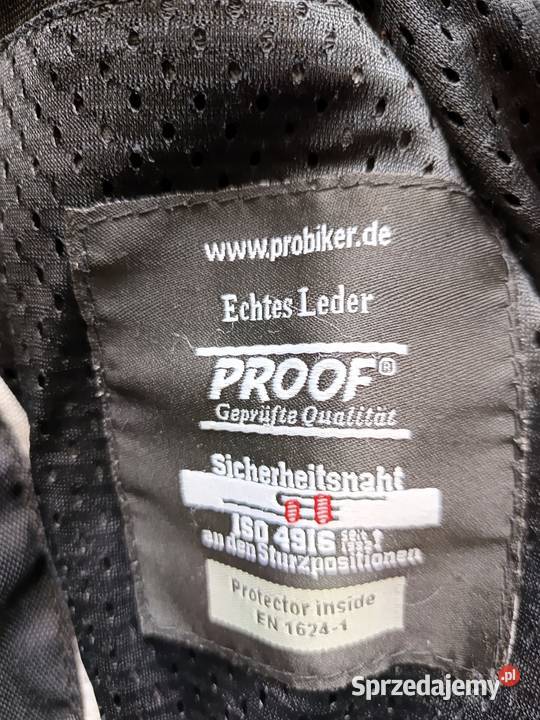 www.probiker.de
Echtes Leder
PROOF®
Geprüfte Qualität
Sicherheitsnaht
ISO 4916
an den Sturzpositionen
Protector inside
EN 1624-1
Sprzedajemy.pl